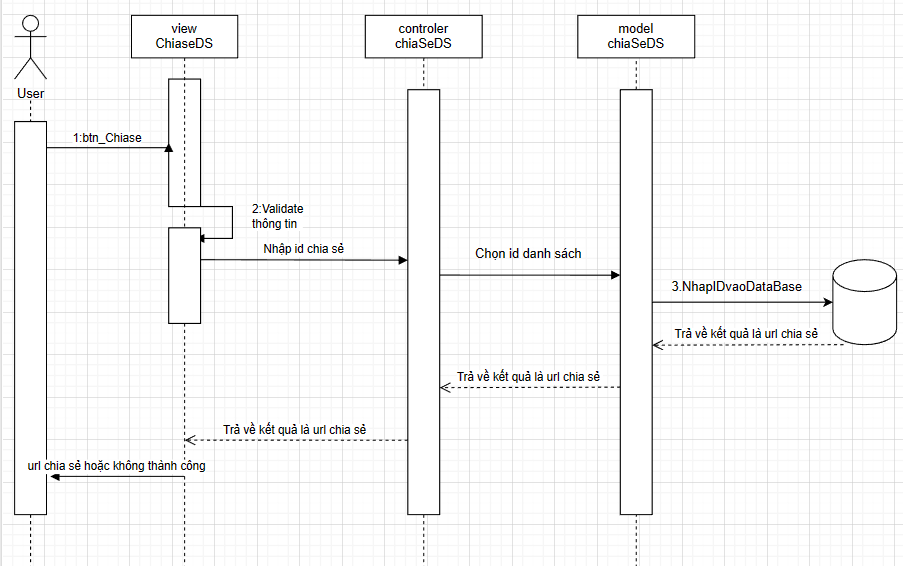 view
ChiaseDS
controler
chiaSeDS
model
chiaSeDS
User
1:btn_Chiase
2:Validate
thông tin
Nhập id chia sẻ
Chọn id danh sách
3.NhapIDvaoDataBase
Trả về kết quả là url chia sẻ
Trả về kết quả là url chia sẻ
Trả về kết quả là url chia sẻ
url chia sẻ hoặc không thành công